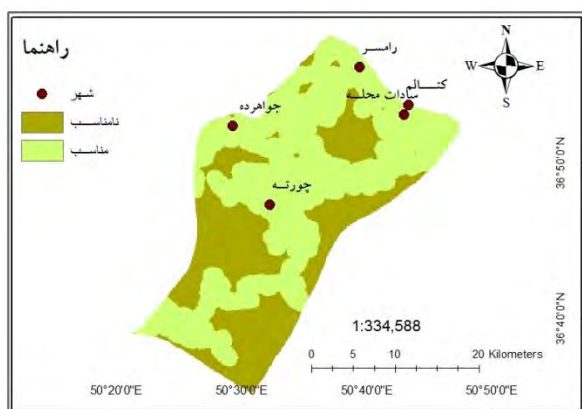 راهنما
شهر
نامناسب
مناسب
رامسر
کتالم
سادات محله
جواهرده
چورته
N
W E
S
36°50'0"N
36°40'0"N
1:334,588
0 5 10 20 Kilometers
50°20'0"E 50°30'0"E 50°40'0"E 50°50'0"E